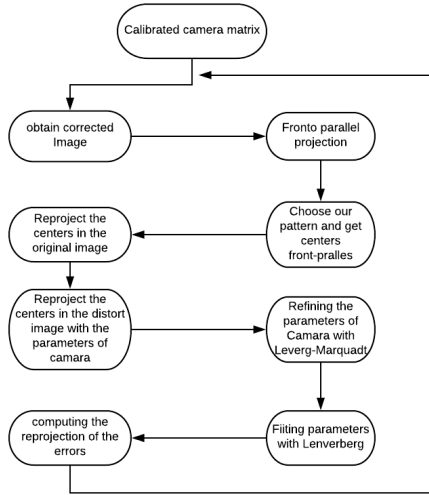 Calibrated camera matrix
obtain corrected
Image
Fronto parallel
projection
Choose our
pattern and get
centers
front-pralles
Reproject the
centers in the
original image
Reproject the
centers in the distort
image with the
parameters of
camara
Refining the
parameters of
Camara with
Leverg-Marquadt
Fiiting parameters
with Lenverberg
computing the
reprojection of the
errors